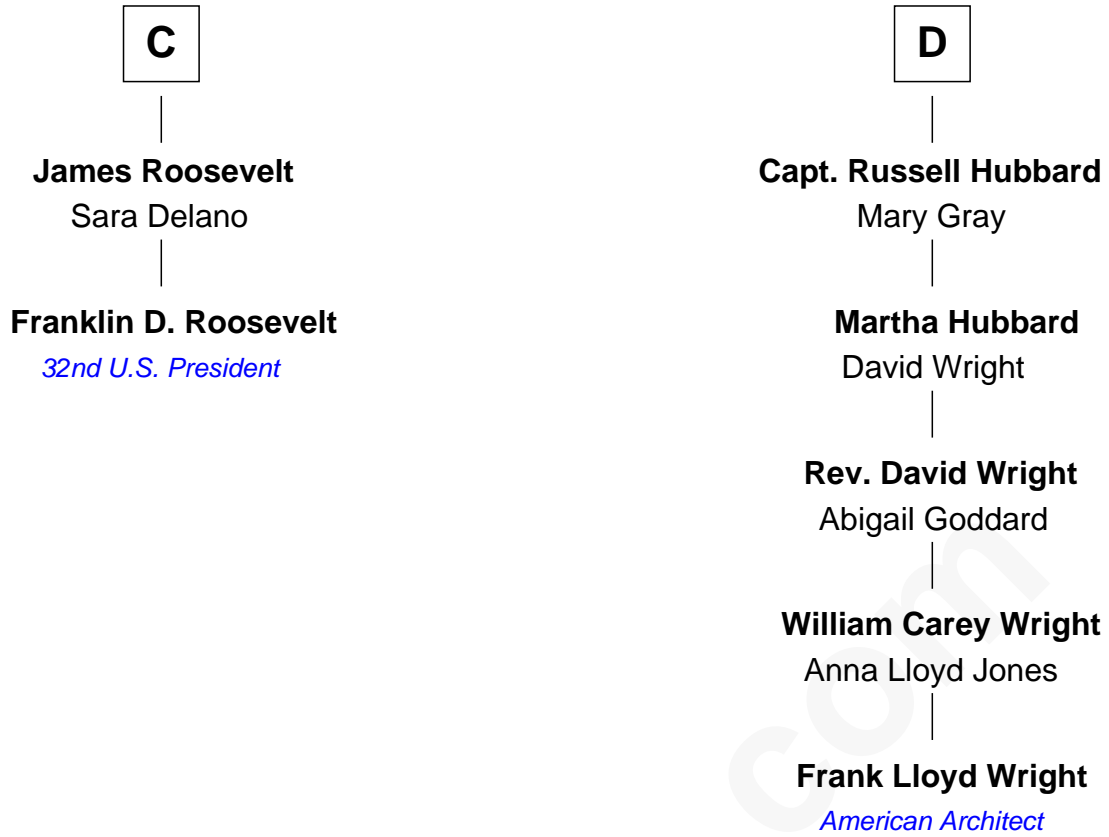 C
James Roosevelt
Sara Delano
Franklin D. Roosevelt
32nd U.S. President
D
Capt. Russell Hubbard
Mary Gray
Martha Hubbard
David Wright
Rev. David Wright
Abigail Goddard
William Carey Wright
Anna Lloyd Jones
Frank Lloyd Wright
American Architect
com